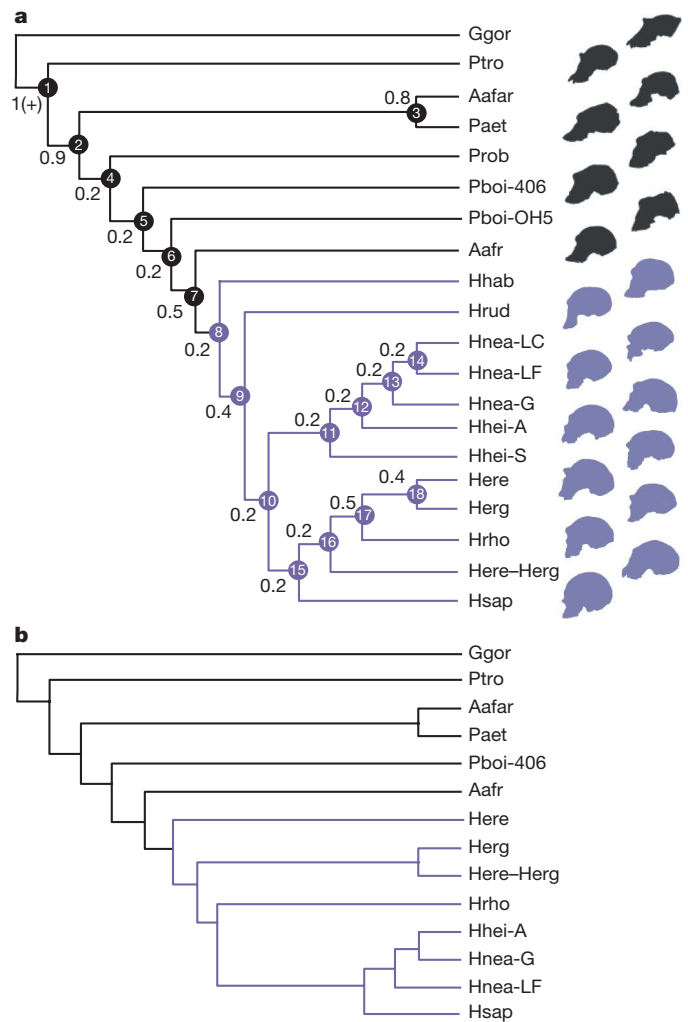 a
Ggor
Ptro
1
1(+)
0.8
Aafar
3
Paet
2
0.9
Prob
4
0.2
Pboi-406
5
0.2
Pboi-OH5
6
0.2
Aafr
7
0.5
Hhab
8
0.2
Hrud
9
0.4
Hnea-LC
0.2
14
Hnea-LF
0.2
13
Hnea-G
0.2
12
Hhei-A
0.2
11
Hhei-S
10
0.2
0.4
Here
18
Herg
0.5
17
Hrho
0.2
16
Here–Herg
15
0.2
Hsap
b
Ggor
Ptro
Aafar
Paet
Pboi-406
Aafr
Here
Herg
Here–Herg
Hrho
Hhei-A
Hnea-G
Hnea-LF
Hsap